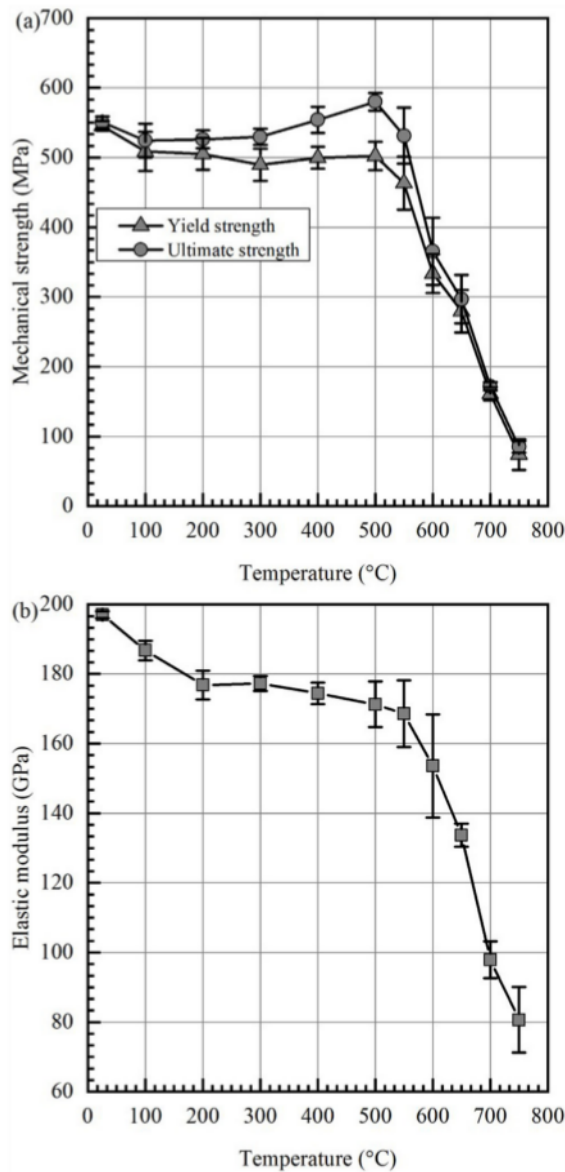 (a)
700
600
500
400
300
200
100
0
Mechanical strength (MPa)
Yield strength
Ultimate strength
0 100 200 300 400 500 600 700 800
Temperature (°C)
(b)
200
180
160
140
120
100
80
60
Elastic modulus (GPa)
0 100 200 300 400 500 600 700 800
Temperature (°C)